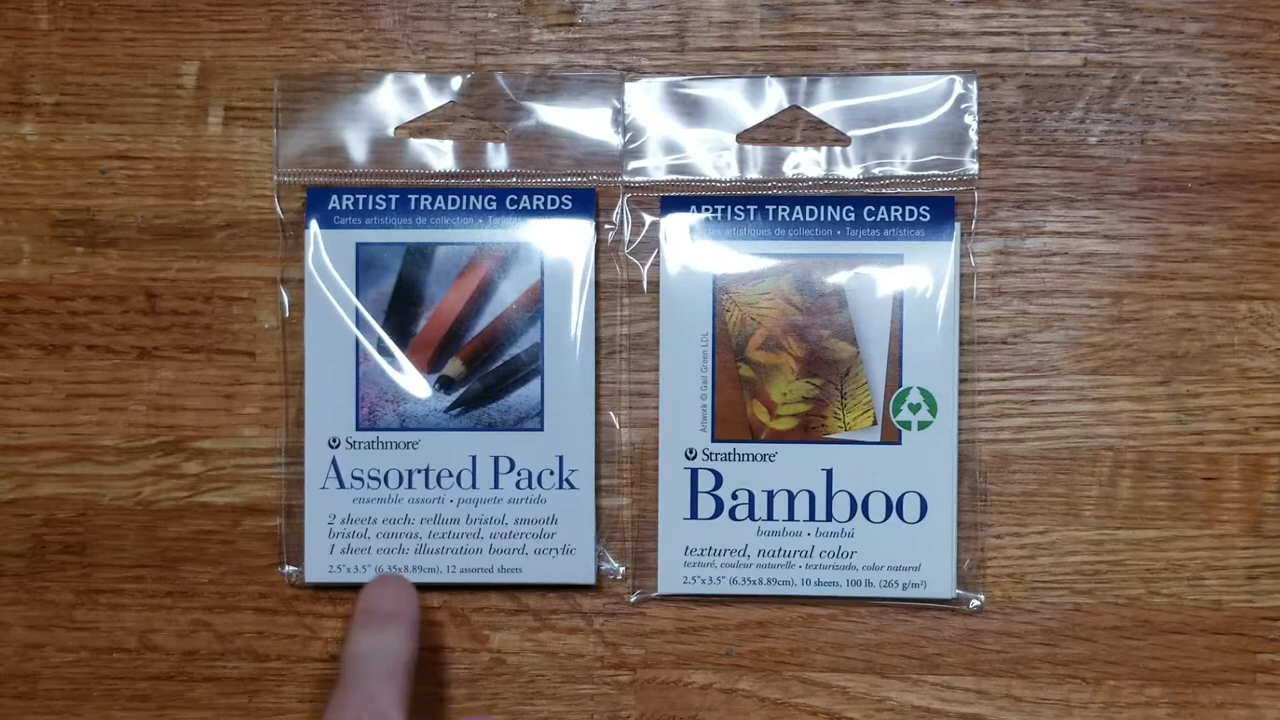 ARTIST TRADING CARDS
Cartes artistiques de collection •
Strathmore®
Assorted Pack
ensemble assorti • paquete surtido
2 sheets each: vellum bristol, smooth
bristol, canvas, textured, watercolor
1 sheet each: illustration board, acrylic
2.5"x3.5" (6.35x8.89cm), 12 assorted sheets
ARTIST TRADING CARDS
artistiques de collection • Tarjetas artísticas
Artwork © Gail Green LDL
Strathmore®
Bamboo
bambou • bambú
textured, natural color
texturé, couleur naturelle • texturizado, color natural
2.5"x3.5" (6.35x8.89cm), 10 sheets, 100 lb. (265 g/m²)